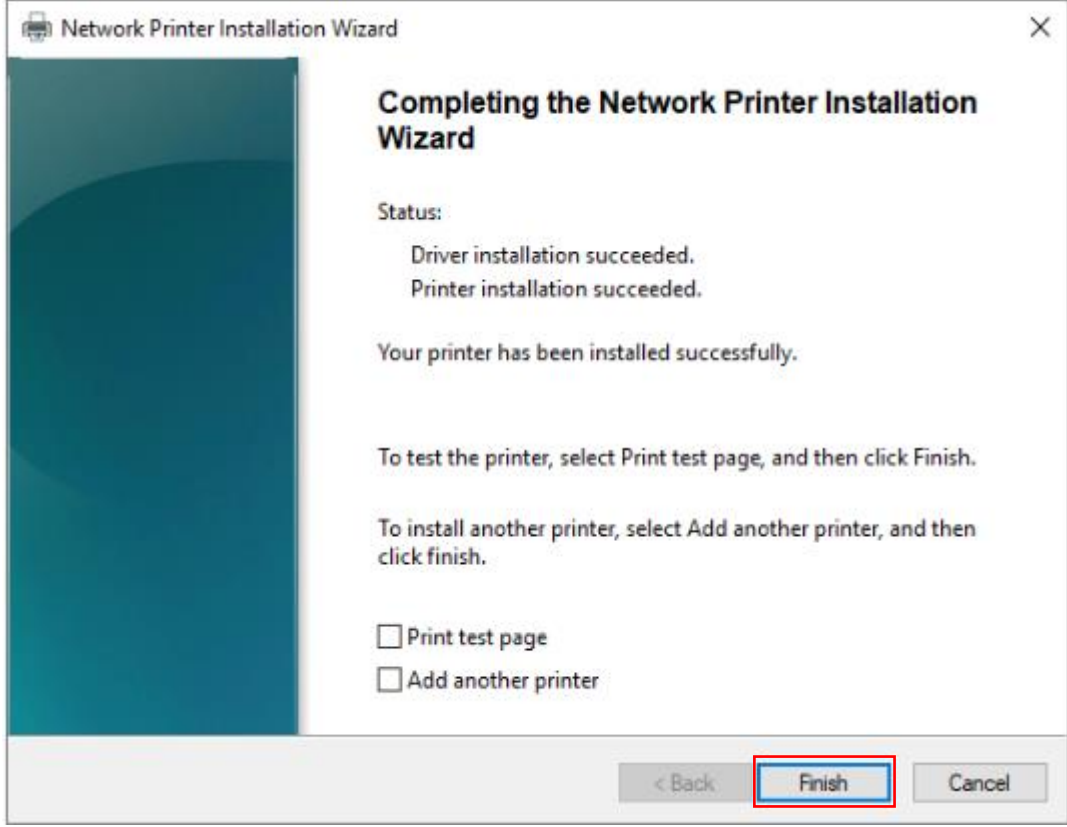 Network Printer Installation Wizard
Completing the Network Printer Installation
Wizard
Status:
Driver installation succeeded.
Printer installation succeeded.
Your printer has been installed successfully.
To test the printer, select Print test page, and then click Finish.
To install another printer, select Add another printer, and then
click finish.
Print test page
Add another printer
< Back
Finish
Cancel